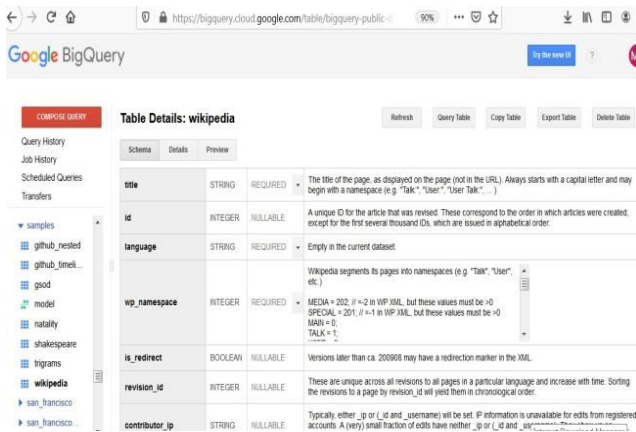 https://bigquery.cloud.google.com/table/bigquery-public-
90%
Google BigQuery
Try the new UI
?
M
COMPOSE QUERY
Query History
Job History
Scheduled Queries
Transfers
samples
github_nested
github_timeli...
gsod
model
natality
shakespeare
trigrams
wikipedia
san_francisco
san_francisco...
Table Details: wikipedia
Refresh Query Table Copy Table Export Table Delete Table
Schema Details Preview
title STRING REQUIRED The title of the page, as displayed on the page (not in the URL). Always starts with a capital letter and may
begin with a namespace (e.g. "Talk:", "User:", "User Talk:", ... )
id INTEGER NULLABLE A unique ID for the article that was revised. These correspond to the order in which articles were created,
except for the first several thousand IDs, which are issued in alphabetical order.
language STRING REQUIRED Empty in the current dataset.
wp_namespace INTEGER REQUIRED Wikipedia segments its pages into namespaces (e.g. "Talk", "User",
etc.)
MEDIA = 202; // =-2 in WP XML, but these values must be >0
SPECIAL = 201; // =-1 in WP XML, but these values must be >0
MAIN = 0;
TALK = 1;
is_redirect BOOLEAN NULLABLE Versions later than ca. 200908 may have a redirection marker in the XML.
revision_id INTEGER NULLABLE These are unique across all revisions to all pages in a particular language and increase with time. Sorting
the revisions to a page by revision_id will yield them in chronological order.
contributor_ip STRING NULLABLE Typically, either _ip or (_id and _username) will be set. IP information is unavailable for edits from registered
accounts. A (very) small fraction of edits have neither _ip or (_id and